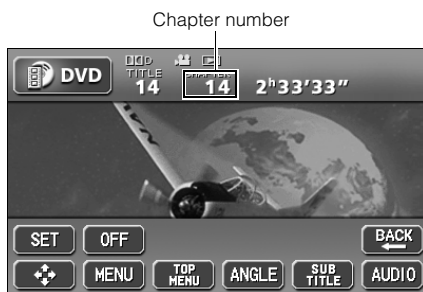 Chapter number
DVD
TITLE
14
CHAPTER
14
2h33'33"
SET
OFF
BACK
MENU
TOP
MENU
ANGLE
SUB
TITLE
AUDIO